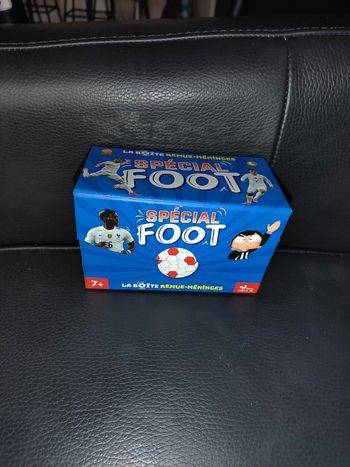 LA BOÎTE REMUE-MÉNINGES
SPÉCIAL
FOOT
SPÉCIAL
FOOT
7+
LA BOÎTE REMUE-MÉNINGES